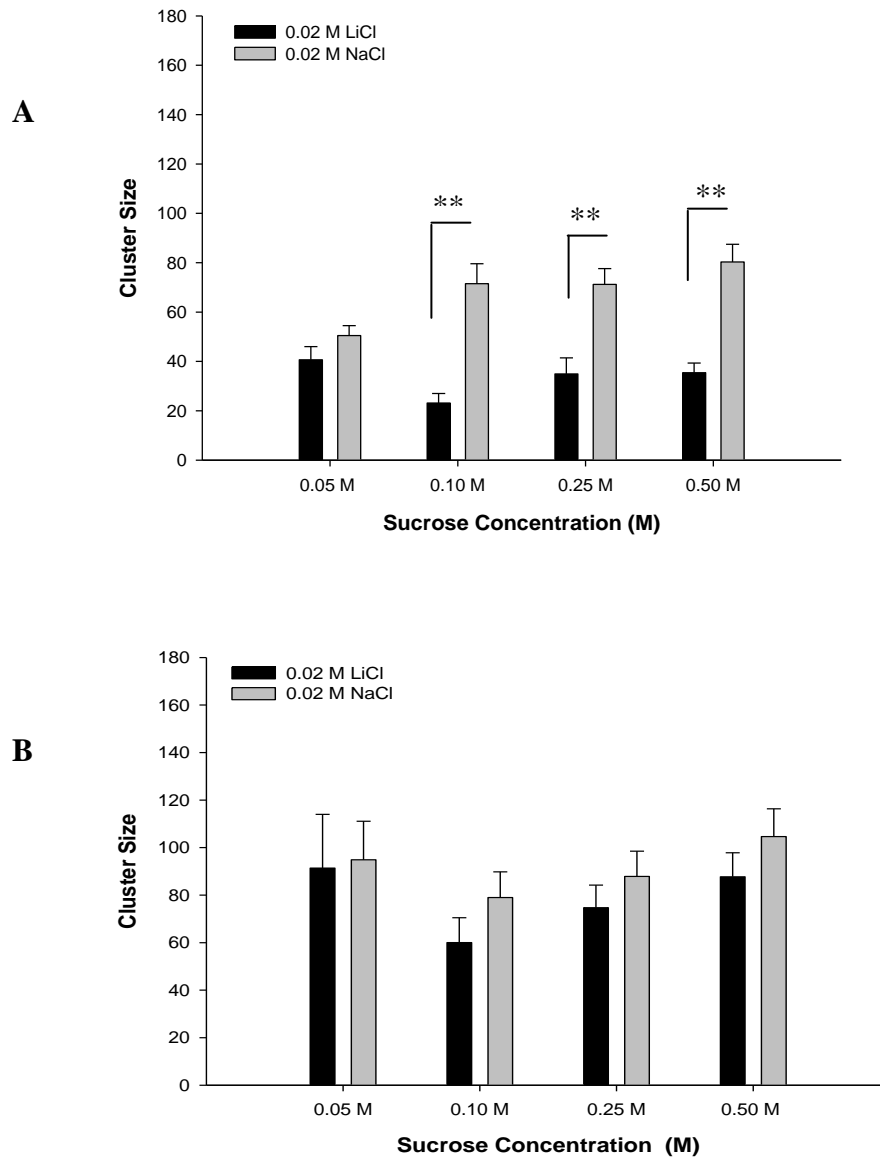 A
180
160
140
120
100
80
60
40
20
0
Cluster Size
0.02 M LiCl
0.02 M NaCl
**
**
**
0.05 M 0.10 M 0.25 M 0.50 M
Sucrose Concentration (M)
B
180
160
140
120
100
80
60
40
20
0
Cluster Size
0.02 M LiCl
0.02 M NaCl
0.05 M 0.10 M 0.25 M 0.50 M
Sucrose Concentration (M)